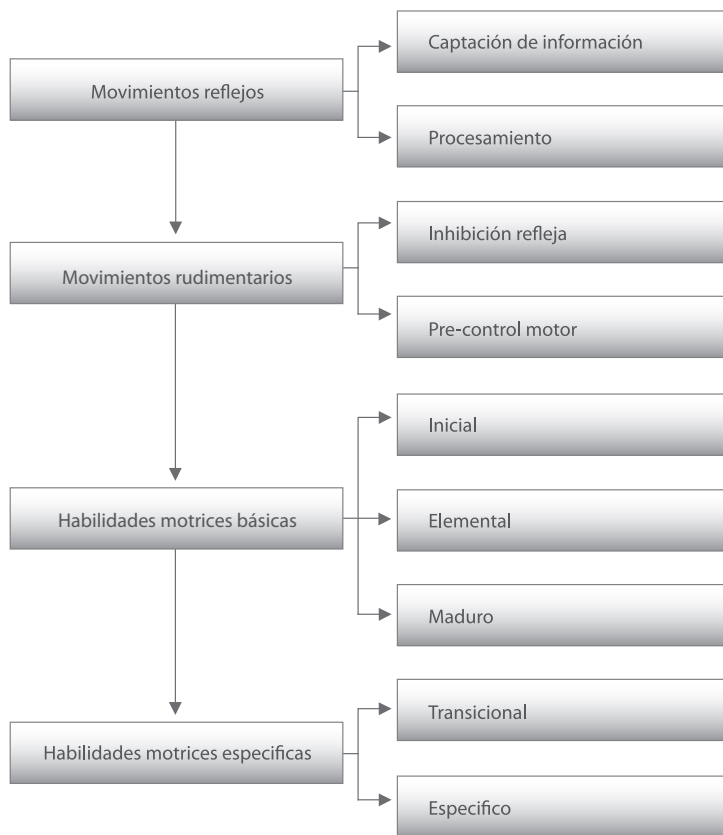 Movimientos reflejos
Captación de información
Procesamiento
Movimientos rudimentarios
Inhibición refleja
Pre-control motor
Habilidades motrices básicas
Inicial
Elemental
Maduro
Habilidades motrices especificas
Transicional
Especifico